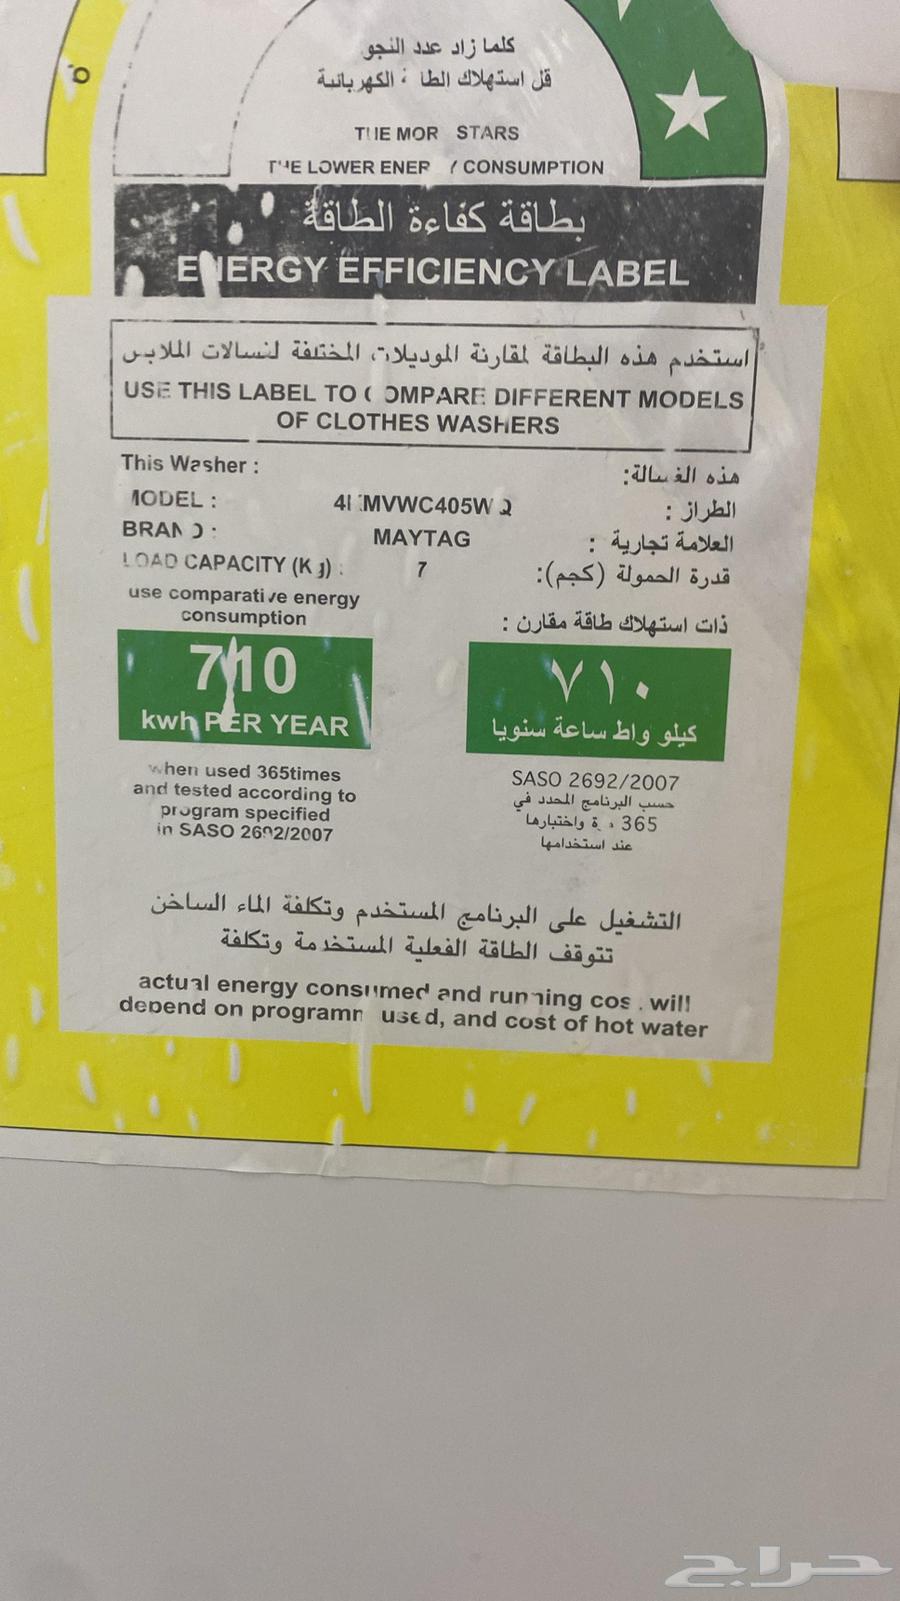 كلما زاد عدد النجو
قل استهلاك الطا ة الكهربائية
THE MOR STARS
THE LOWER ENER Y CONSUMPTION
بطاقة كفاءة الطاقة
ENERGY EFFICIENCY LABEL
استخدم هذه البطاقة لمقارنة الموديلات المختلفة لغسالات الملابس
USE THIS LABEL TO COMPARE DIFFERENT MODELS
OF CLOTHES WASHERS
This Washer : هذه الغسالة:
MODEL : MVWC405W الطراز :
BRAND : MAYTAG العلامة تجارية :
LOAD CAPACITY (Kg) : 7 قدرة الحمولة (كجم):
use comparative energy
consumption
ذات استهلاك طاقة مقارن :
710
kwh PER YEAR
٧١٠
كيلو واط ساعة سنويا
when used 365times
and tested according to
program specified
in SASO 2692/2007
SASO 2692/2007
حسب البرنامج المحدد في
365 واختبارها
عند استخدامها
التشغيل على البرنامج المستخدم وتكلفة الماء الساخن
تتوقف الطاقة الفعلية المستخدمة وتكلفة
actual energy consumed and running cos . will
depend on programm used, and cost of hot water
حراج